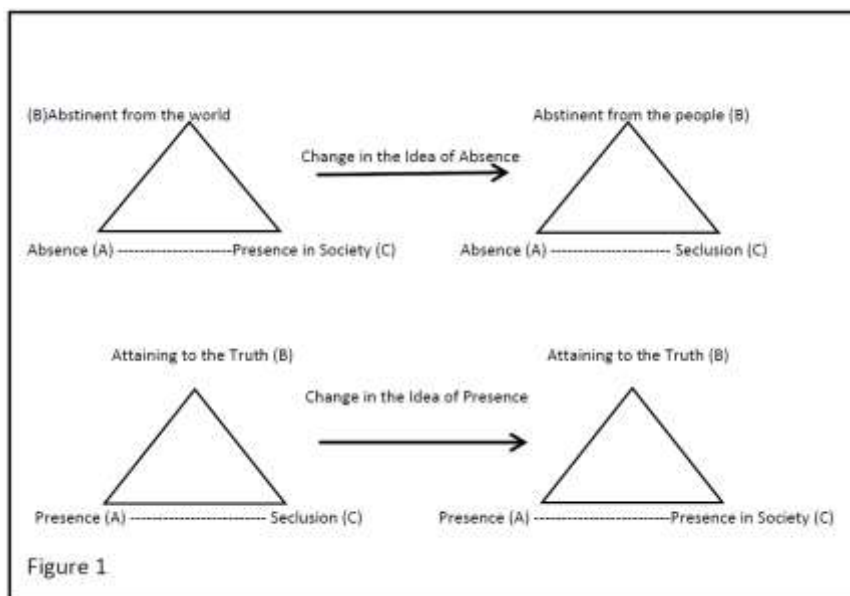 (B)Abstinent from the world
Abstinent from the people (B)
Change in the Idea of Absence
Absence (A) ------------------------Presence in Society (C)
Absence (A) -------------------------- Seclusion (C)
Attaining to the Truth (B)
Attaining to the Truth (B)
Change in the Idea of Presence
Presence (A) ----------------------------- Seclusion (C)
Presence (A) -----------------------------Presence in Society (C)
Figure 1